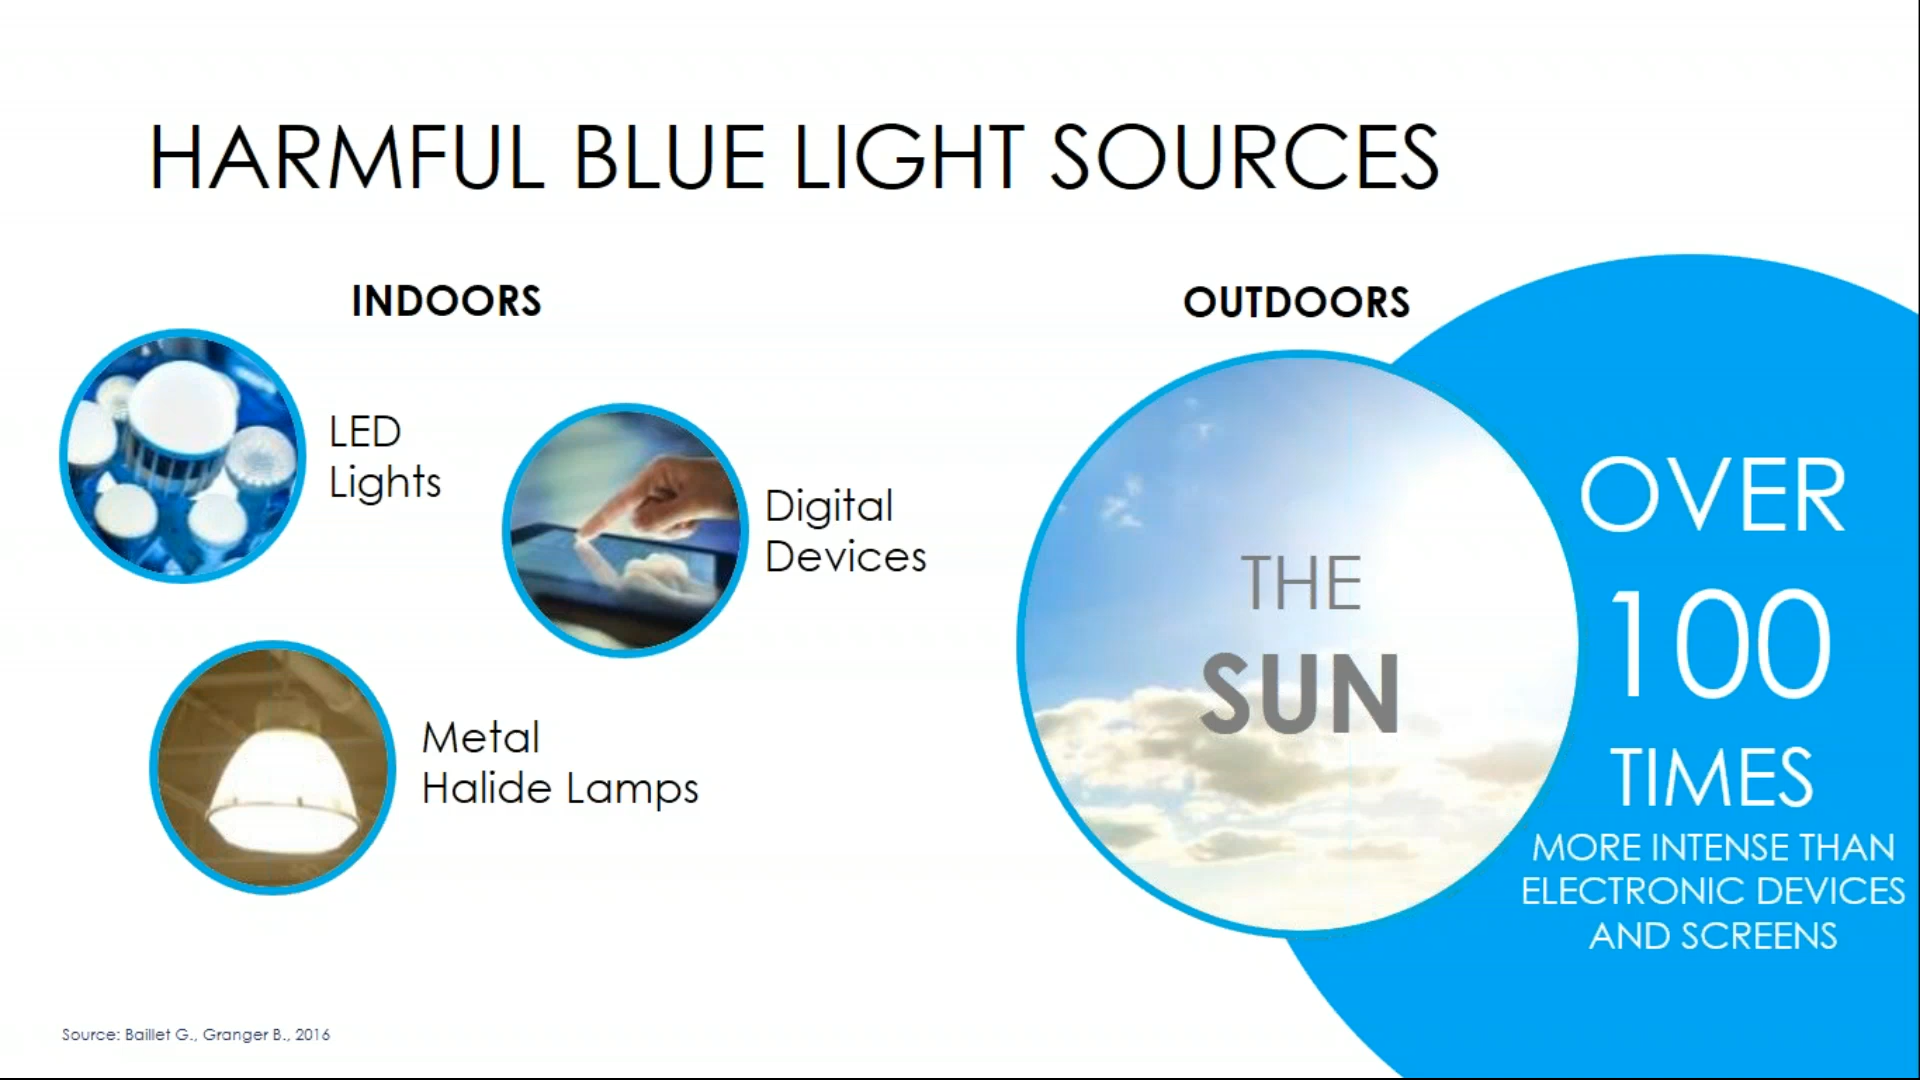 HARMFUL BLUE LIGHT SOURCES
INDOORS
LED
Lights
Digital
Devices
Metal
Halide Lamps
OUTDOORS
THE
SUN
OVER
100
TIMES
MORE INTENSE THAN
ELECTRONIC DEVICES
AND SCREENS
Source: Baillet G., Granger B., 2016